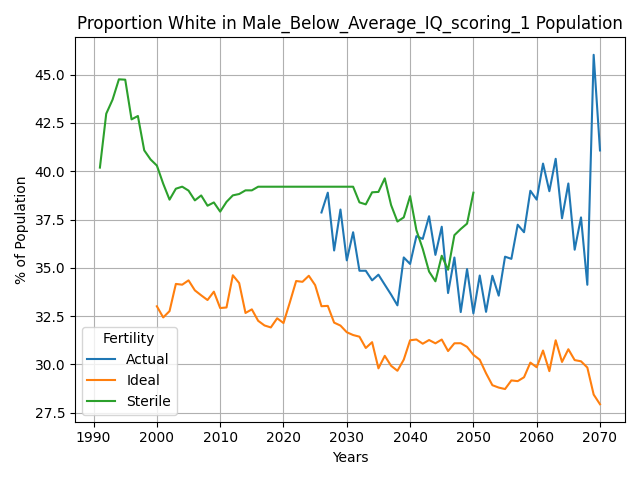 Proportion White in Male_Below_Average_IQ_scoring_1 Population
% of Population
45.0
42.5
40.0
37.5
35.0
32.5
30.0
27.5
Fertility
Actual
Ideal
Sterile
1990 2000 2010 2020 2030 2040 2050 2060 2070
Years